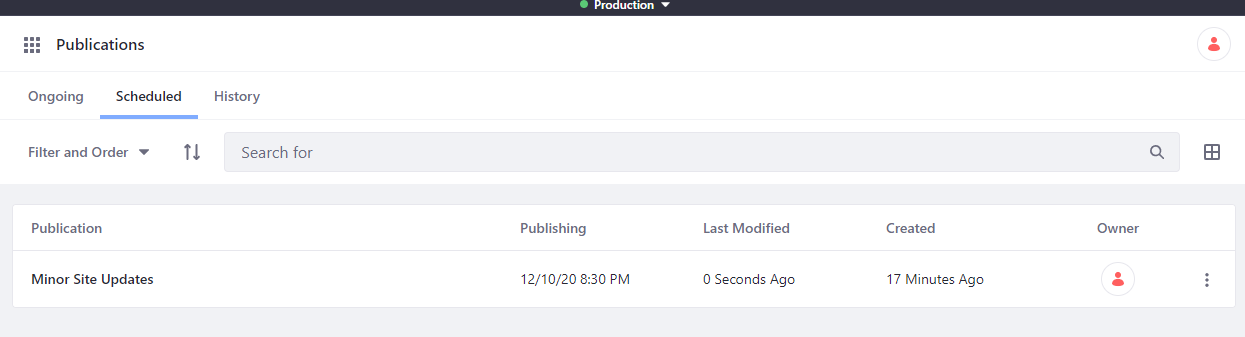 Production
Publications
Ongoing Scheduled History
Filter and Order Search for
Publication Publishing Last Modified Created Owner
Minor Site Updates 12/10/20 8:30 PM 0 Seconds Ago 17 Minutes Ago